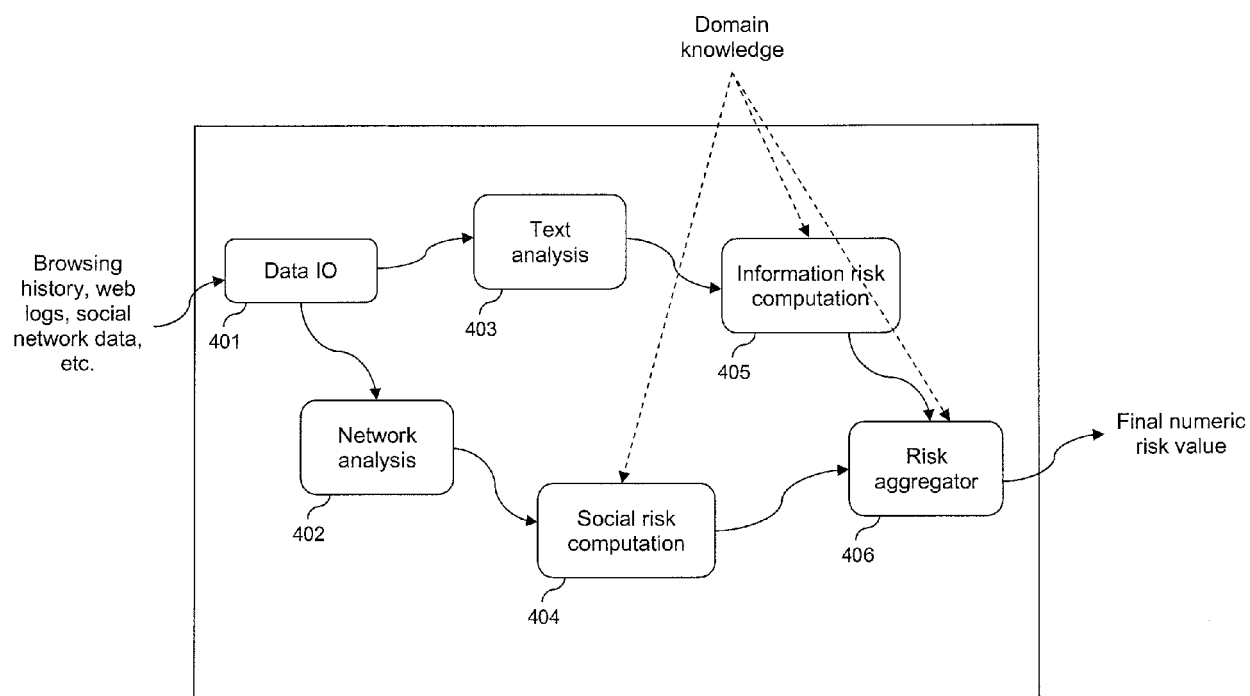 Domain
knowledge
Browsing
history, web
logs, social
network data,
etc.
Data IO
401
Text
analysis
403
Information risk
computation
405
Network
analysis
402
Social risk
computation
404
Risk
aggregator
406
Final numeric
risk value